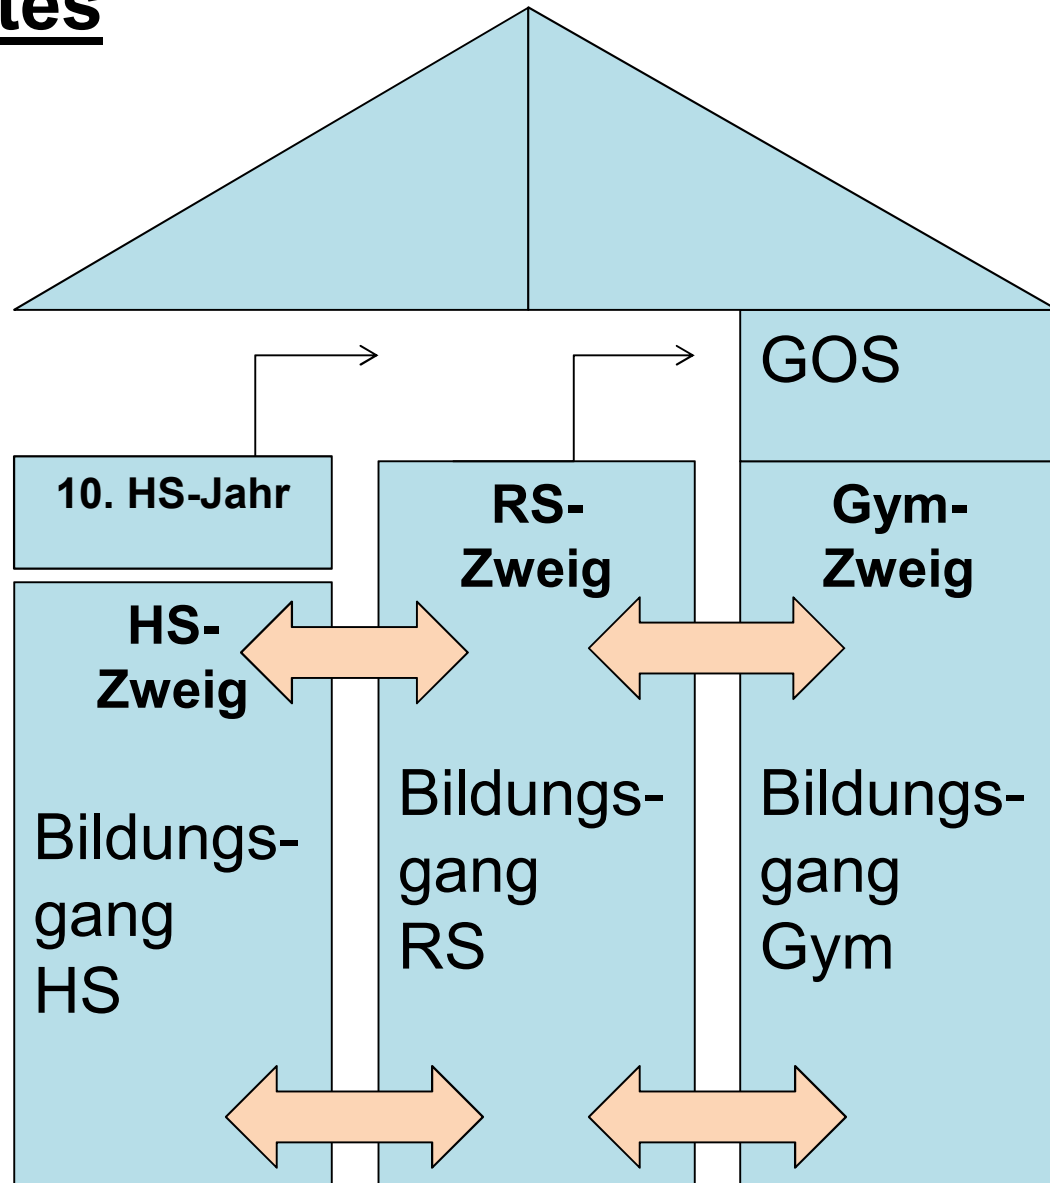 GOS
10. HS-Jahr
HS-
Zweig
Bildungs-
gang
HS
RS-
Zweig
Bildungs-
gang
RS
Gym-
Zweig
Bildungs-
gang
Gym